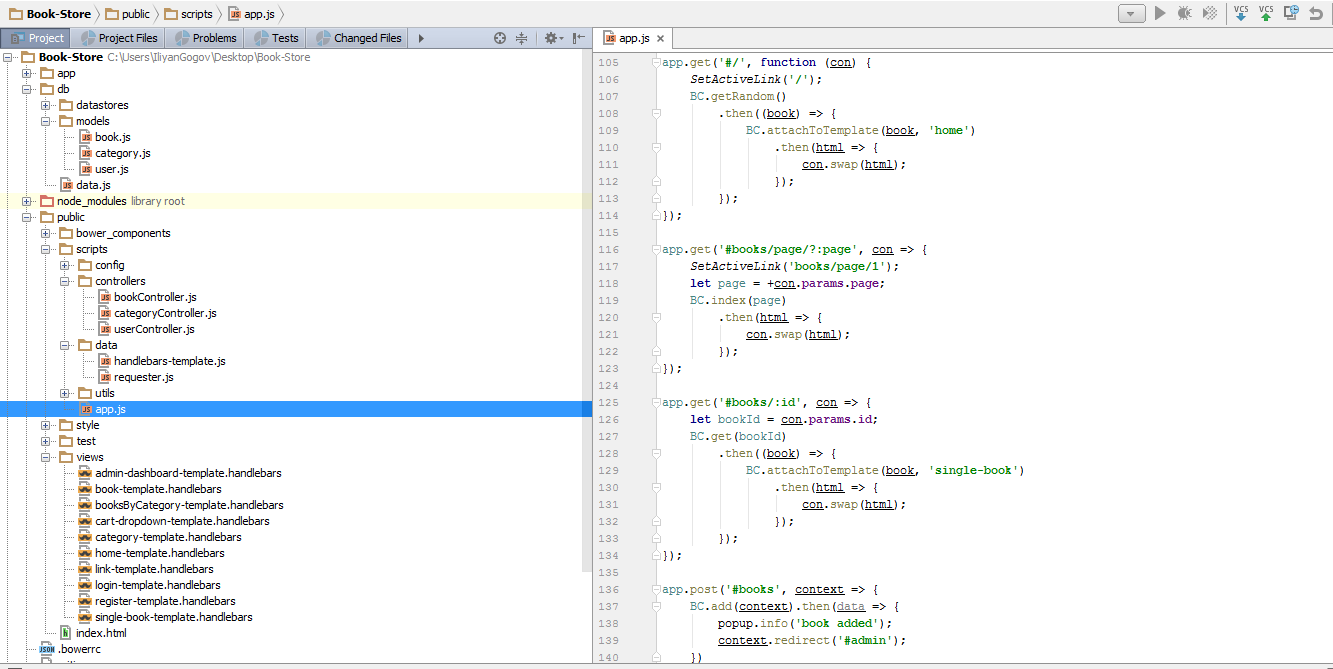 Book-Store public scripts app.js
VCS VCS
Project Project Files Problems Tests Changed Files
app.js
Book-Store C:\Users\IliyanGogov\Desktop\Book-Store
app
db
datastores
models
book.js
category.js
user.js
data.js
node_modules library root
public
bower_components
scripts
config
controllers
bookController.js
categoryController.js
userController.js
data
handlebars-template.js
requester.js
utils
app.js
style
test
views
admin-dashboard-template.handlebars
book-template.handlebars
booksByCategory-template.handlebars
cart-dropdown-template.handlebars
category-template.handlebars
home-template.handlebars
link-template.handlebars
login-template.handlebars
register-template.handlebars
single-book-template.handlebars
index.html
.bowerrc
105 app.get('#/', function (con) {
106 SetActiveLink('/');
107 BC.getRandom()
108 .then((book) => {
109 BC.attachToTemplate(book, 'home')
110 .then(html => {
111 con.swap(html);
112 });
113 });
114 });
115
116 app.get('#books/page/?:page', con => {
117 SetActiveLink('books/page/1');
118 let page = +con.params.page;
119 BC.index(page)
120 .then(html => {
121 con.swap(html);
122 });
123 });
124
125 app.get('#books/:id', con => {
126 let bookId = con.params.id;
127 BC.get(bookId)
128 .then((book) => {
129 BC.attachToTemplate(book, 'single-book')
130 .then(html => {
131 con.swap(html);
132 });
133 });
134 });
135
136 app.post('#books', context => {
137 BC.add(context).then(data => {
138 popup.info('book added');
139 context.redirect('#admin');
140 })